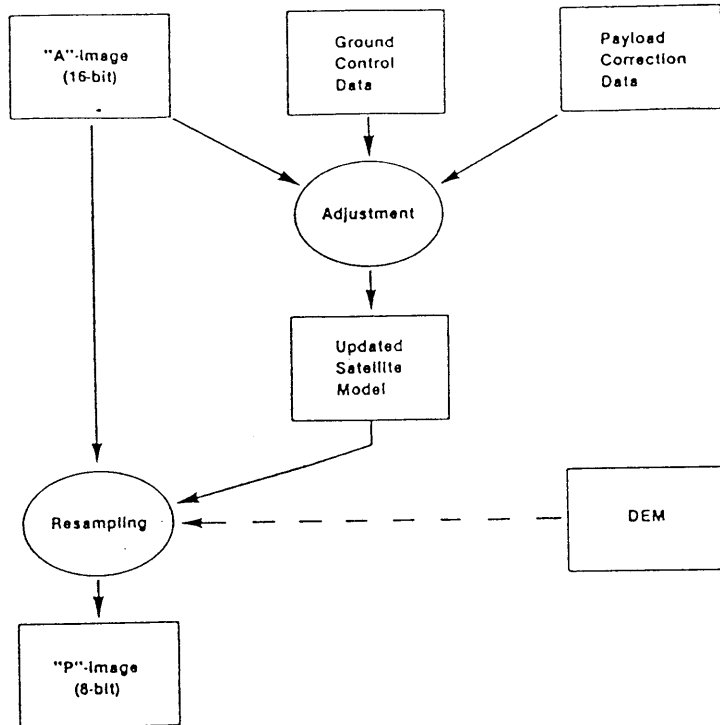 "A"-Image
(16-bit)
Ground
Control
Data
Payload
Correction
Data
Adjustment
Updated
Satellite
Model
Resampling
DEM
"P"-Image
(8-bit)